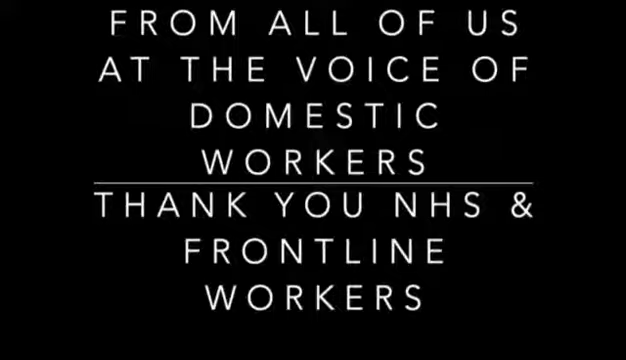 FROM ALL OF US
AT THE VOICE OF
DOMESTIC
WORKERS
THANK YOU NHS &
FRONTLINE
WORKERS